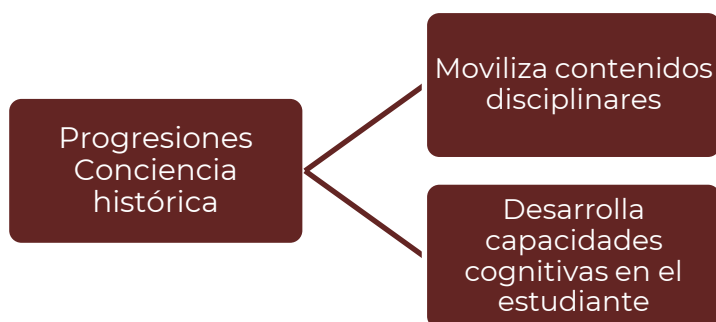 Progresiones
Conciencia
histórica
Moviliza contenidos
disciplinares
Desarrolla
capacidades
cognitivas en el
estudiante